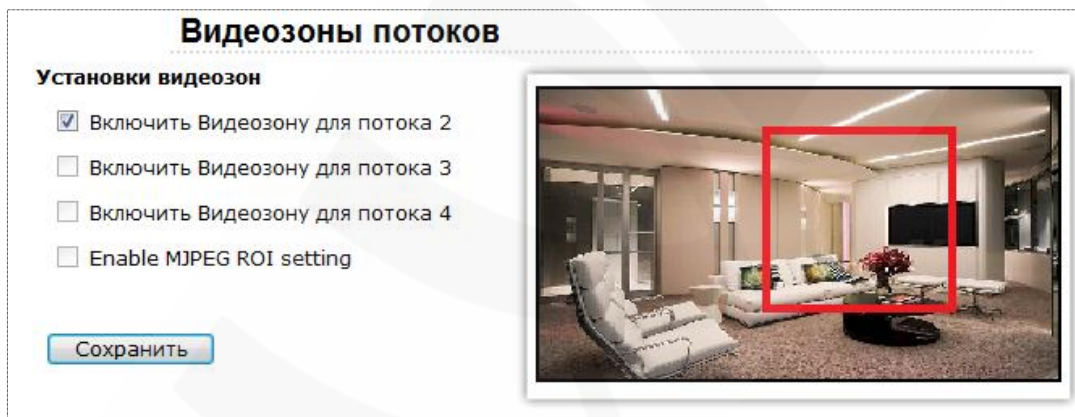 Видеозоны потоков
Установки видеозон
Включить Видеозону для потока 2
Включить Видеозону для потока 3
Включить Видеозону для потока 4
Enable MJPEG ROI setting
Сохранить